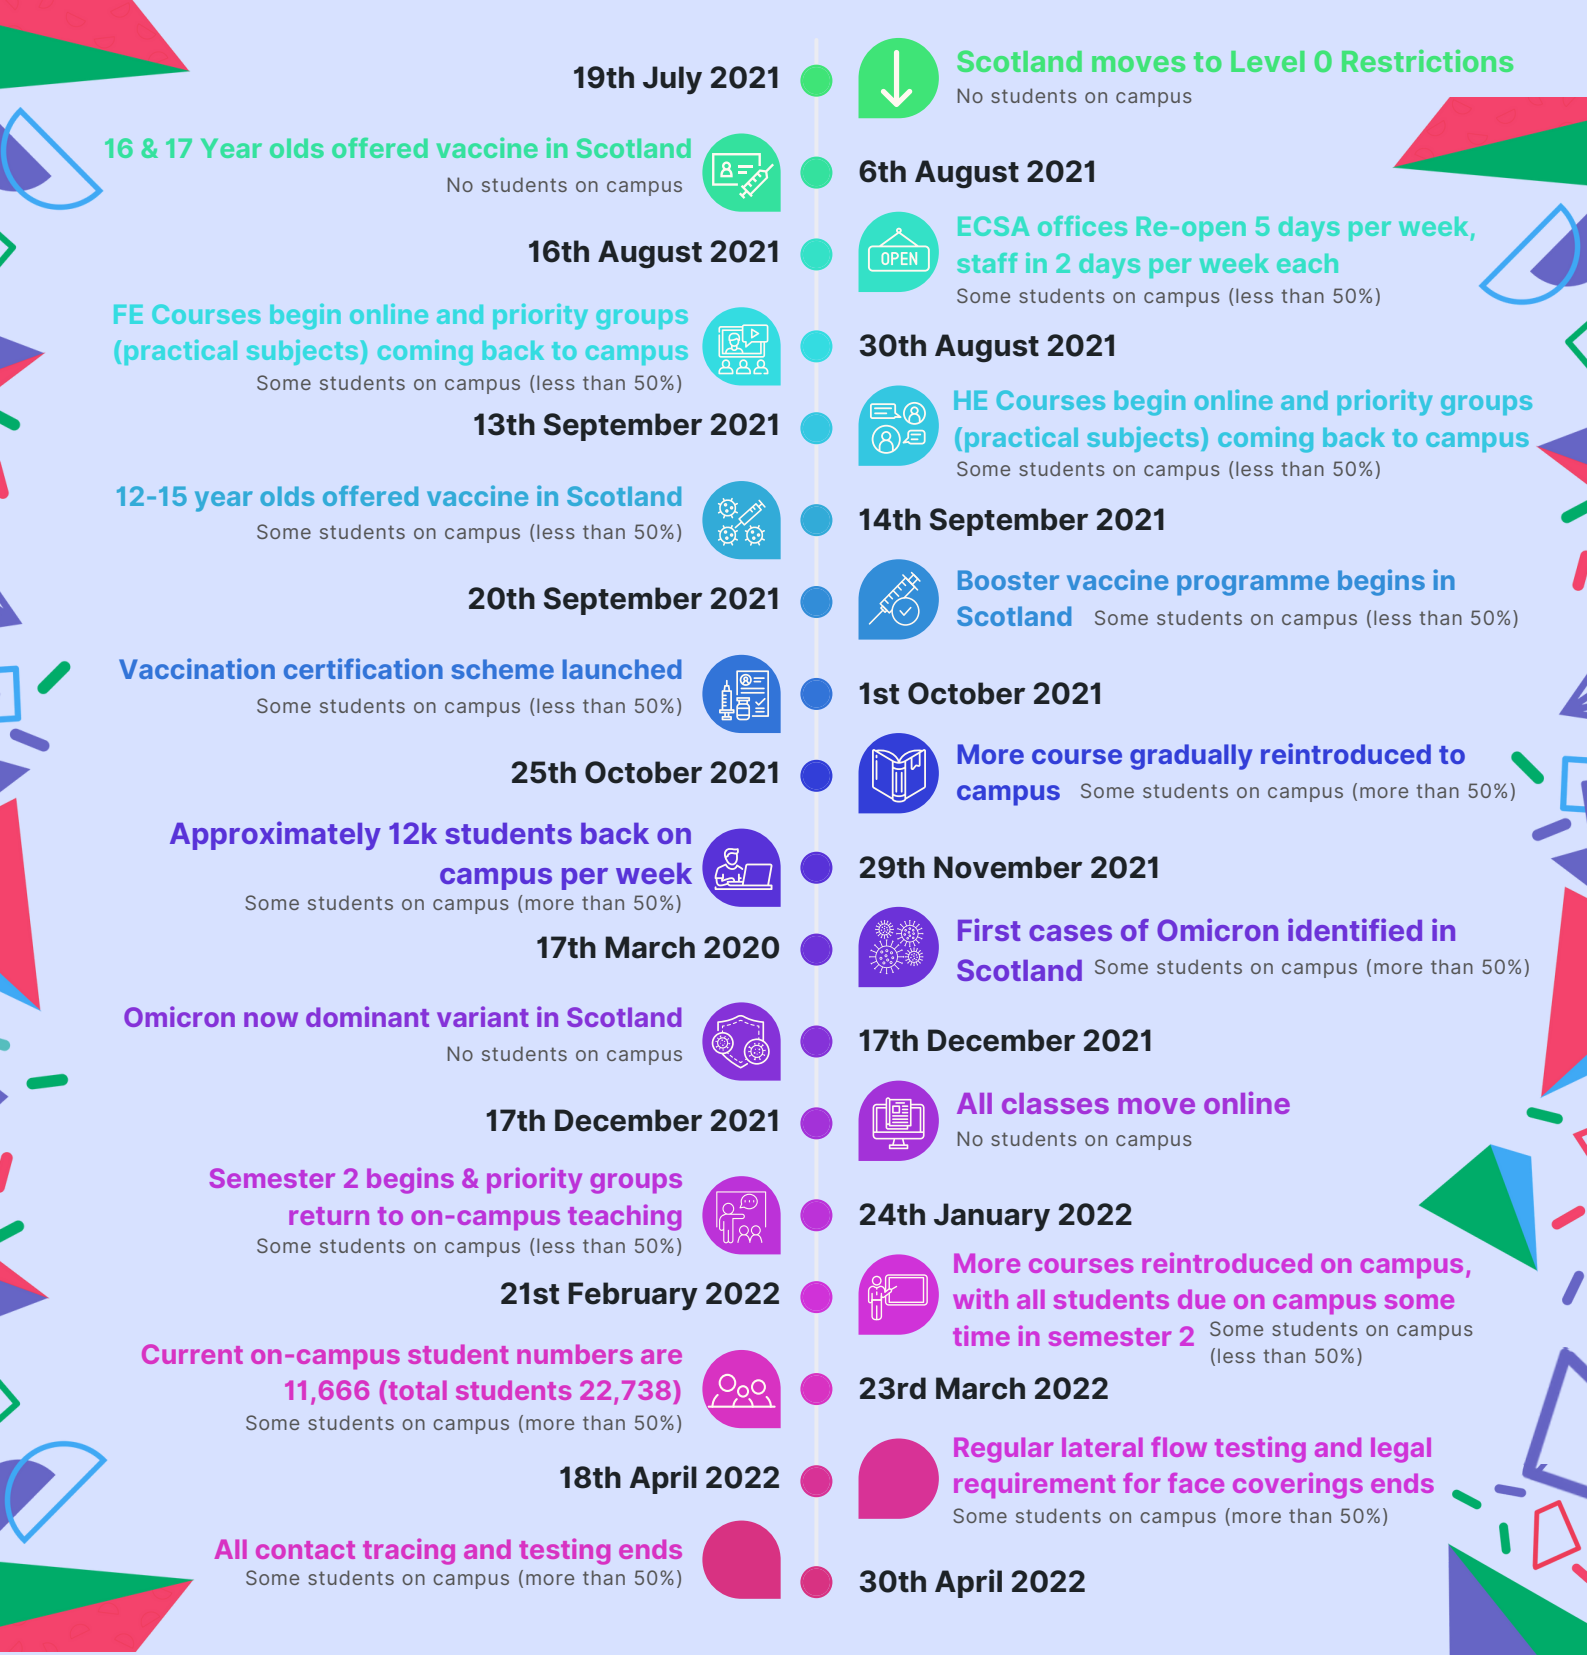 19th July 2021
Scotland moves to Level 0 Restrictions
No students on campus
16 & 17 Year olds offered vaccine in Scotland
No students on campus
6th August 2021
16th August 2021
OPEN
ECSA offices Re-open 5 days per week,
staff in 2 days per week each
Some students on campus (less than 50%)
FE Courses begin online and priority groups
(practical subjects) coming back to campus
Some students on campus (less than 50%)
30th August 2021
13th September 2021
HE Courses begin online and priority groups
(practical subjects) coming back to campus
Some students on campus (less than 50%)
12-15 year olds offered vaccine in Scotland
Some students on campus (less than 50%)
14th September 2021
20th September 2021
Booster vaccine programme begins in
Scotland Some students on campus (less than 50%)
Vaccination certification scheme launched
Some students on campus (less than 50%)
1st October 2021
25th October 2021
More course gradually reintroduced to
campus Some students on campus (more than 50%)
Approximately 12k students back on
campus per week
Some students on campus (more than 50%)
29th November 2021
17th March 2020
First cases of Omicron identified in
Scotland Some students on campus (more than 50%)
Omicron now dominant variant in Scotland
No students on campus
17th December 2021
17th December 2021
All classes move online
No students on campus
Semester 2 begins & priority groups
return to on-campus teaching
Some students on campus (less than 50%)
24th January 2022
21st February 2022
More courses reintroduced on campus,
with all students due on campus some
time in semester 2 Some students on campus
(less than 50%)
Current on-campus student numbers are
11,666 (total students 22,738)
Some students on campus (more than 50%)
23rd March 2022
18th April 2022
Regular lateral flow testing and legal
requirement for face coverings ends
Some students on campus (more than 50%)
All contact tracing and testing ends
Some students on campus (more than 50%)
30th April 2022